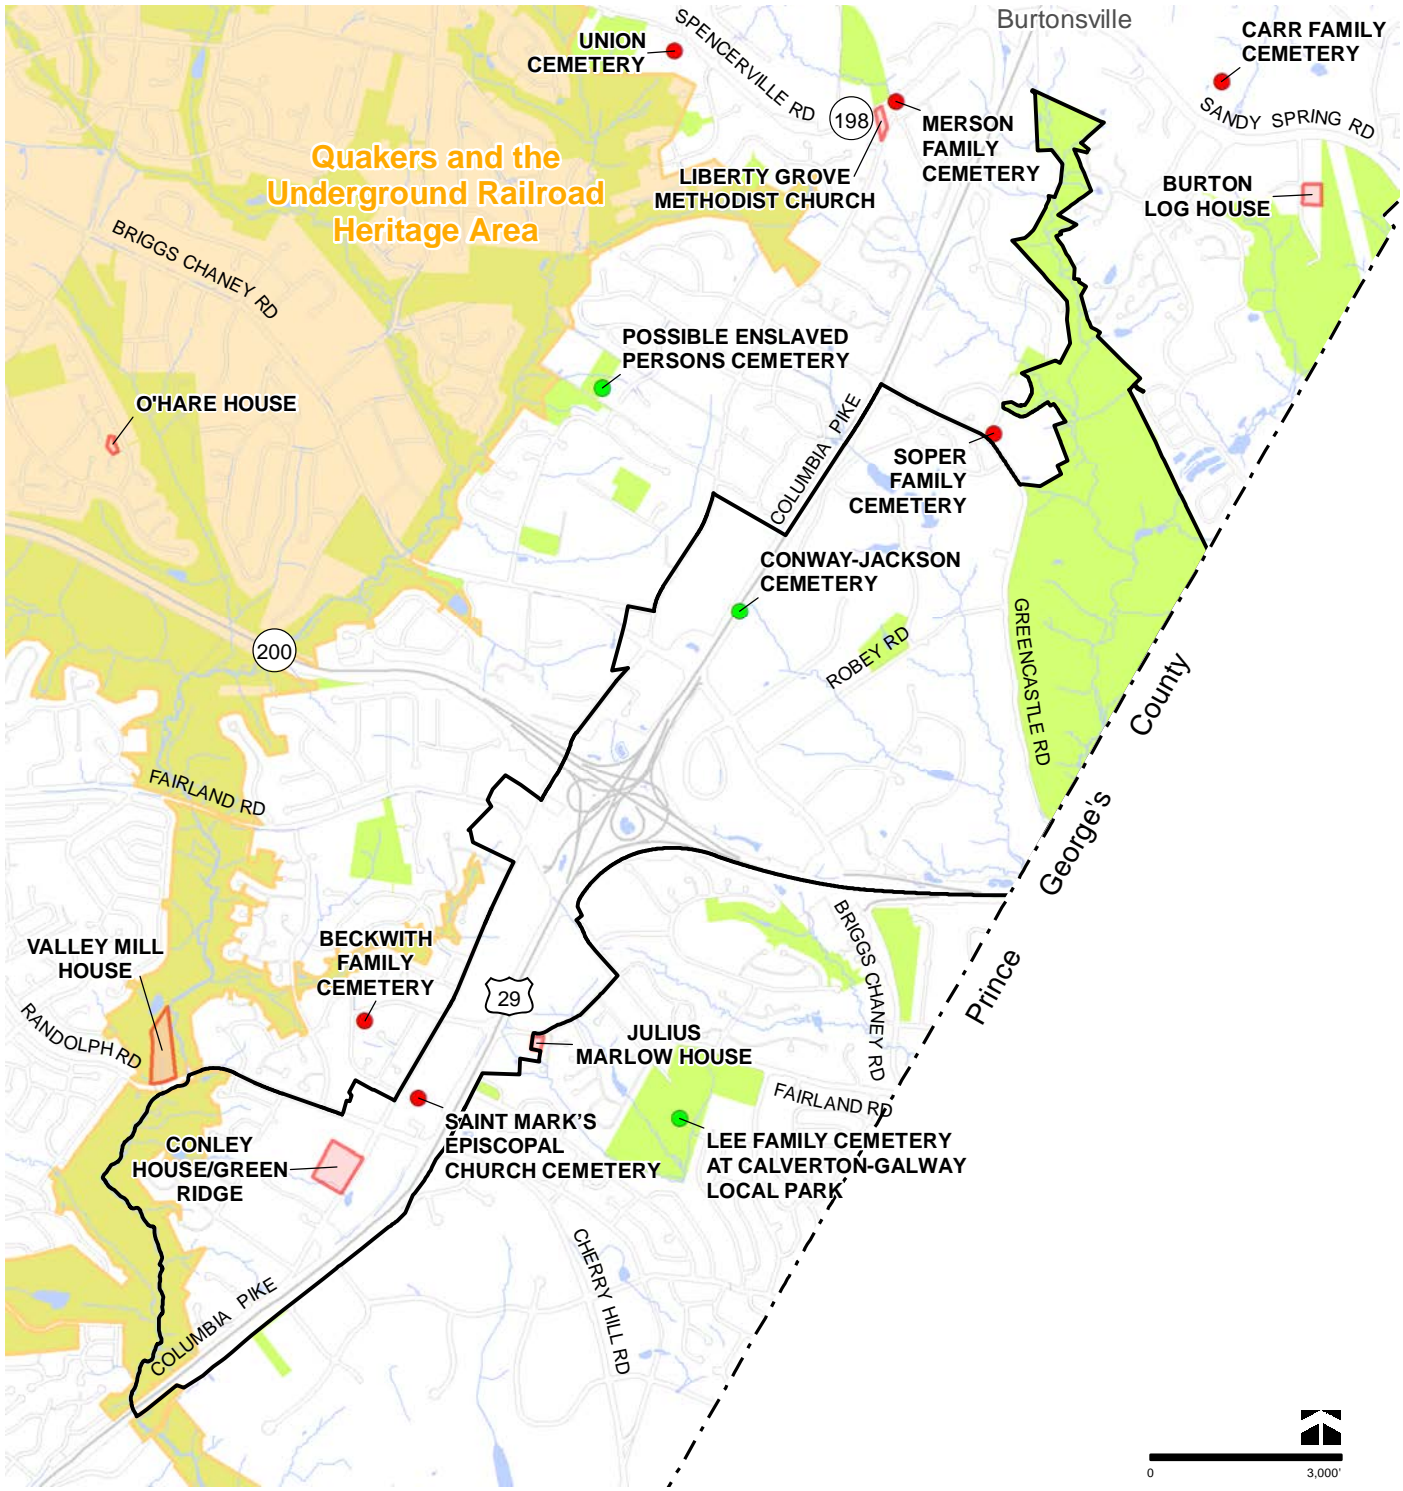 Burtonsville
SPENCERVILLE RD
UNION
CEMETERY
CARR FAMILY
CEMETERY
198
SANDY SPRING RD
MERSON
FAMILY
CEMETERY
Quakers and the
Underground Railroad
Heritage Area
LIBERTY GROVE
METHODIST CHURCH
BURTON
LOG HOUSE
BRIGGS CHANEY RD
POSSIBLE ENSLAVED
PERSONS CEMETERY
O'HARE HOUSE
COLUMBIA PIKE
SOPER
FAMILY
CEMETERY
CONWAY-JACKSON
CEMETERY
200
ROBEY RD
GREENCASTLE RD
Prince George's County
FAIRLAND RD
VALLEY MILL
HOUSE
BECKWITH
FAMILY
CEMETERY
BRIGGS CHANEY RD
29
RANDOLPH RD
JULIUS
MARLOW HOUSE
FAIRLAND RD
SAINT MARK’S
EPISCOPAL
CHURCH CEMETERY
LEE FAMILY CEMETERY
AT CALVERTON-GALWAY
LOCAL PARK
CONLEY
HOUSE/GREEN
RIDGE
CHERRY HILL RD
COLUMBIA PIKE
0 3,000'